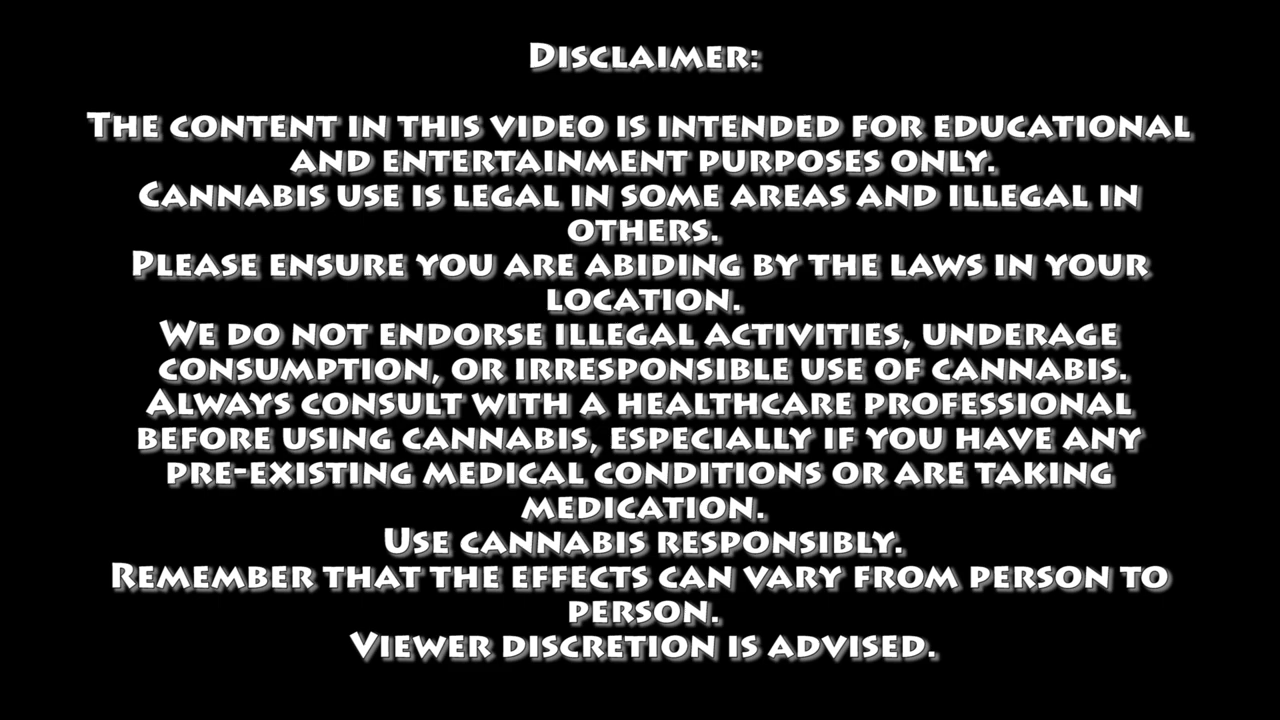 Disclaimer:
The content in this video is intended for educational
and entertainment purposes only.
Cannabis use is legal in some areas and illegal in
others.
Please ensure you are abiding by the laws in your
location.
We do not endorse illegal activities, underage
consumption, or irresponsible use of cannabis.
Always consult with a healthcare professional
before using cannabis, especially if you have any
pre-existing medical conditions or are taking
medication.
Use cannabis responsibly.
Remember that the effects can vary from person to
person.
Viewer discretion is advised.